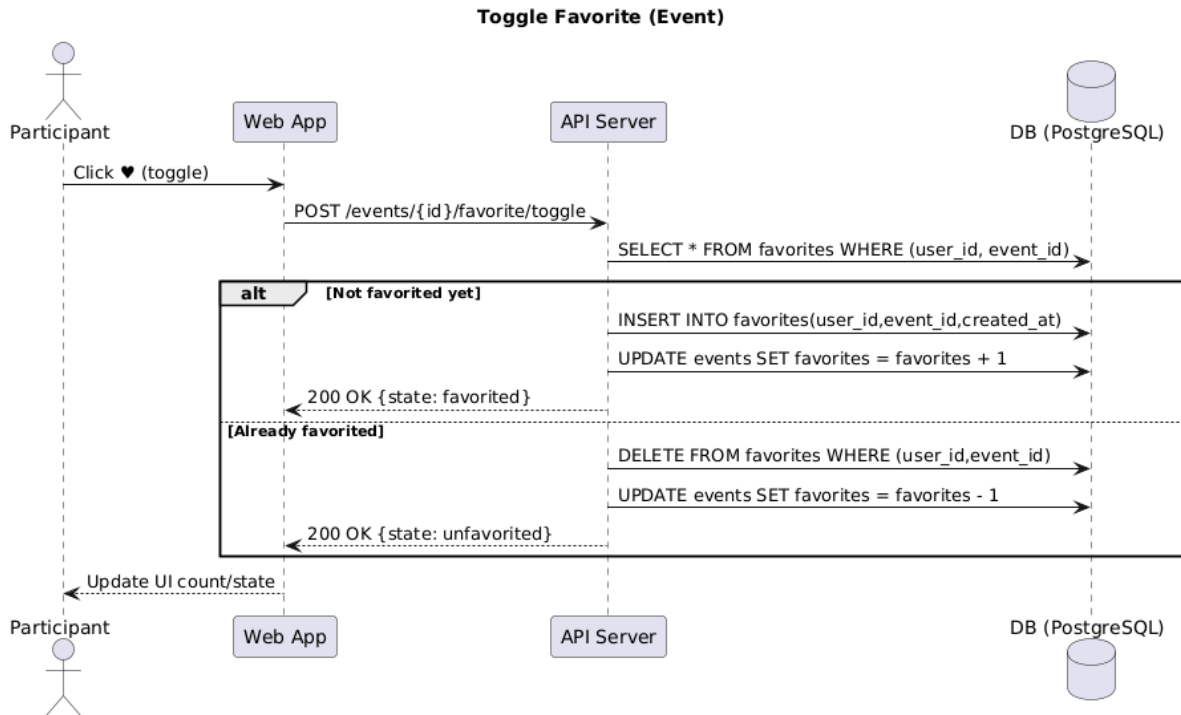 Toggle Favorite (Event)
Participant
Web App
API Server
DB (PostgreSQL)
Click ♥ (toggle)
POST /events/{id}/favorite/toggle
SELECT * FROM favorites WHERE (user_id, event_id)
alt [Not favorited yet]
INSERT INTO favorites(user_id,event_id,created_at)
UPDATE events SET favorites = favorites + 1
200 OK {state: favorited}
[Already favorited]
DELETE FROM favorites WHERE (user_id,event_id)
UPDATE events SET favorites = favorites - 1
200 OK {state: unfavorited}
Update UI count/state
Participant
Web App
API Server
DB (PostgreSQL)